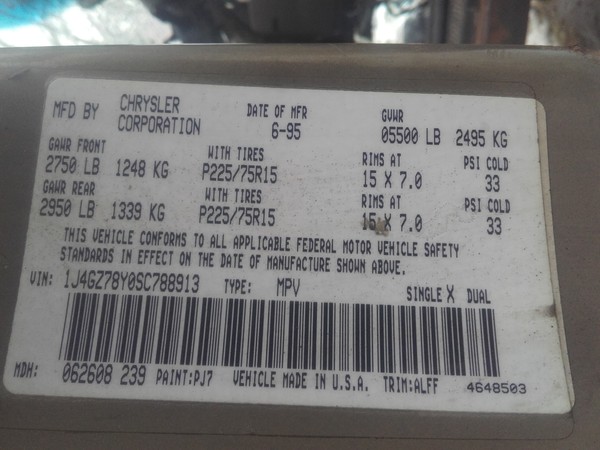 MFD BY CHRYSLER CORPORATION DATE OF MFR 6-95 GVWR 05500 LB 2495 KG
GAWR FRONT WITH TIRES RIMS AT PSI COLD
2750 LB 1248 KG P225/75R15 15 X 7.0 33
GAWR REAR WITH TIRES RIMS AT PSI COLD
2950 LB 1339 KG P225/75R15 15 X 7.0 33
THIS VEHICLE CONFORMS TO ALL APPLICABLE FEDERAL MOTOR VEHICLE SAFETY
STANDARDS IN EFFECT ON THE DATE OF MANUFACTURE SHOWN ABOVE.
VIN: 1J4GZ78Y0SC788913 TYPE: MPV SINGLE X DUAL
MDH: 062608 239 PAINT:PJ7 VEHICLE MADE IN U.S.A. TRIM:ALFF 4648503